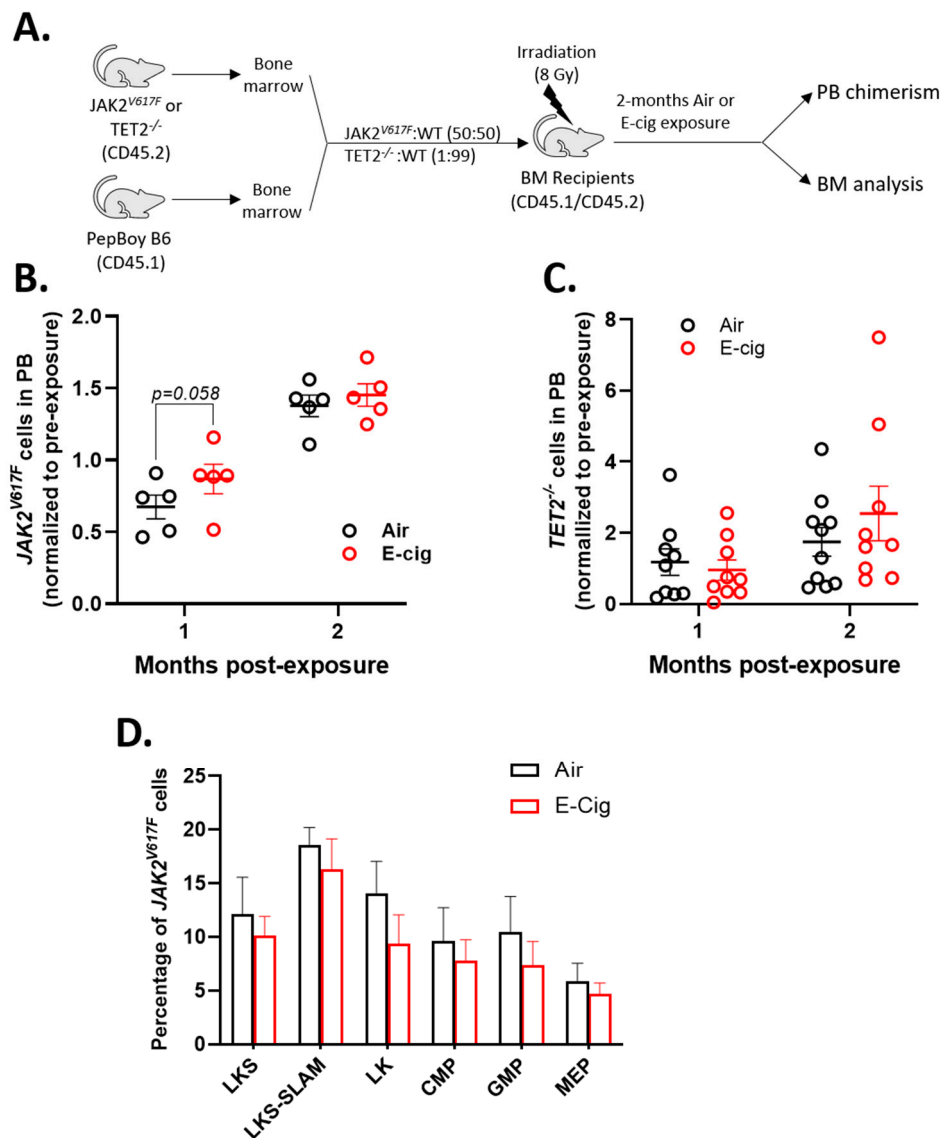 A.
JAK2V617F or
TET2-/-
(CD45.2)
Bone
marrow
PepBoy B6
(CD45.1)
Bone
marrow
JAK2V617F:WT (50:50)
TET2-/-:WT (1:99)
Irradiation
(8 Gy)
BM Recipients
(CD45.1/CD45.2)
2-months Air or
E-cig exposure
PB chimerism
BM analysis
B.
JAK2V617F cells in PB
(normalized to pre-exposure)
2.0
1.5
1.0
0.5
0.0
p=0.058
Air
E-cig
1
2
Months post-exposure
C.
TET2-/- cells in PB
(normallized to pre-exposure)
8
6
4
2
0
Air
E-cig
1
2
Months post-exposure
D.
Percentage of JAK2V617F cells
25
20
15
10
5
0
Air
E-Cig
LKS
LKS-SLAM
LK
CMP
GMP
MEP